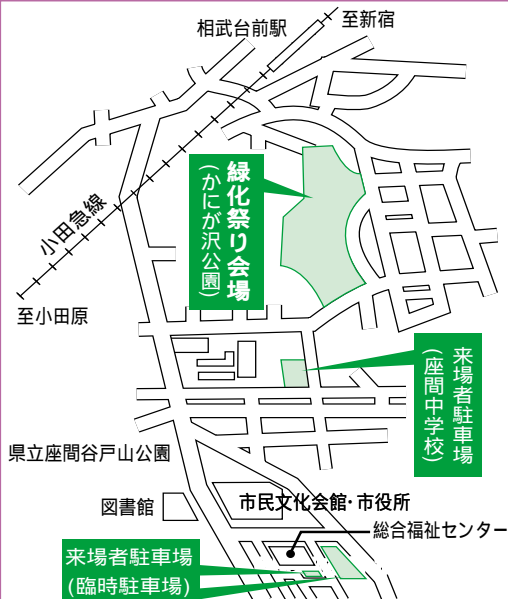 相武台前駅
至新宿
小田急線
至小田原
緑化祭り会場
(かにが沢公園)
来場者駐車場
(座間中学校)
県立座間谷戸山公園
図書館
市民文化会館・市役所
総合福祉センター
来場者駐車場
(臨時駐車場)